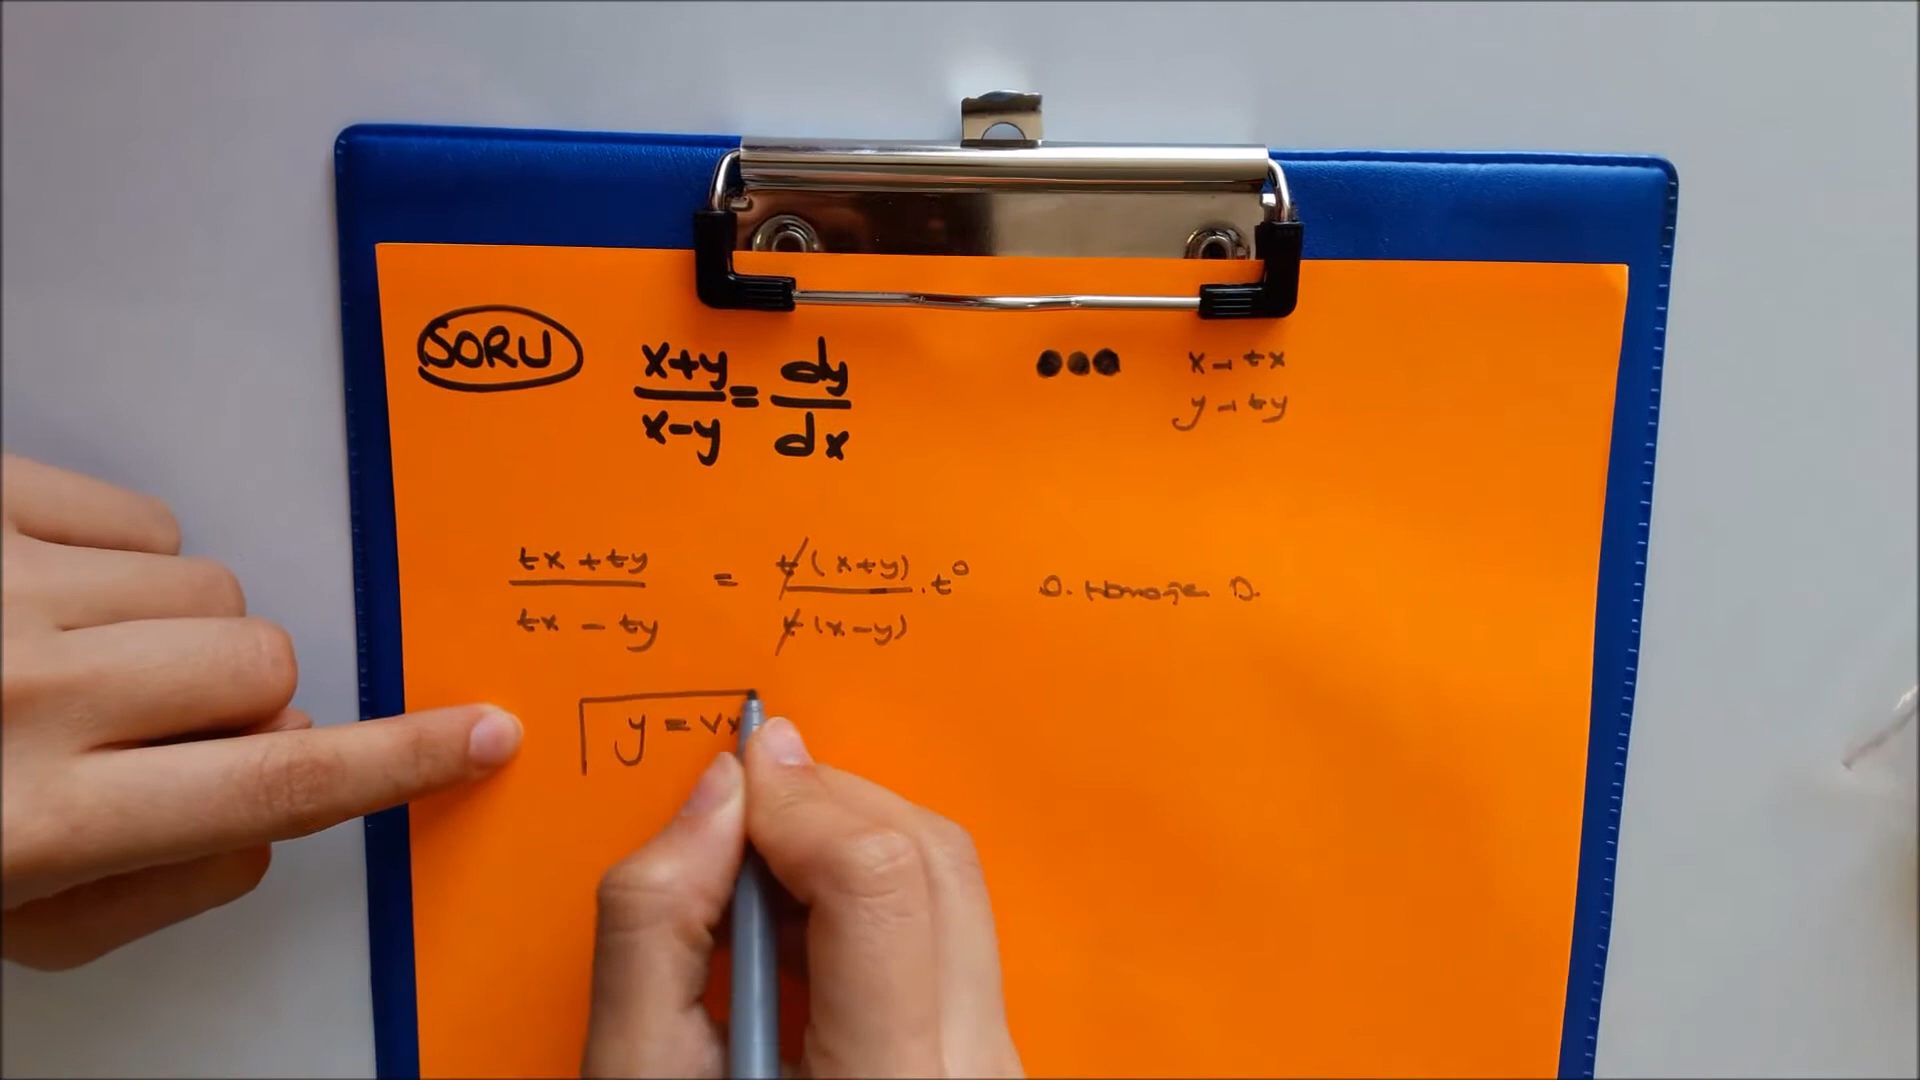 SORU
x+y/x-y = dy/dx
x → tx
y → ty
tx + ty/tx - ty = t(x+y)/t(x-y) . t⁰ 0. Homojen D.
y = vx